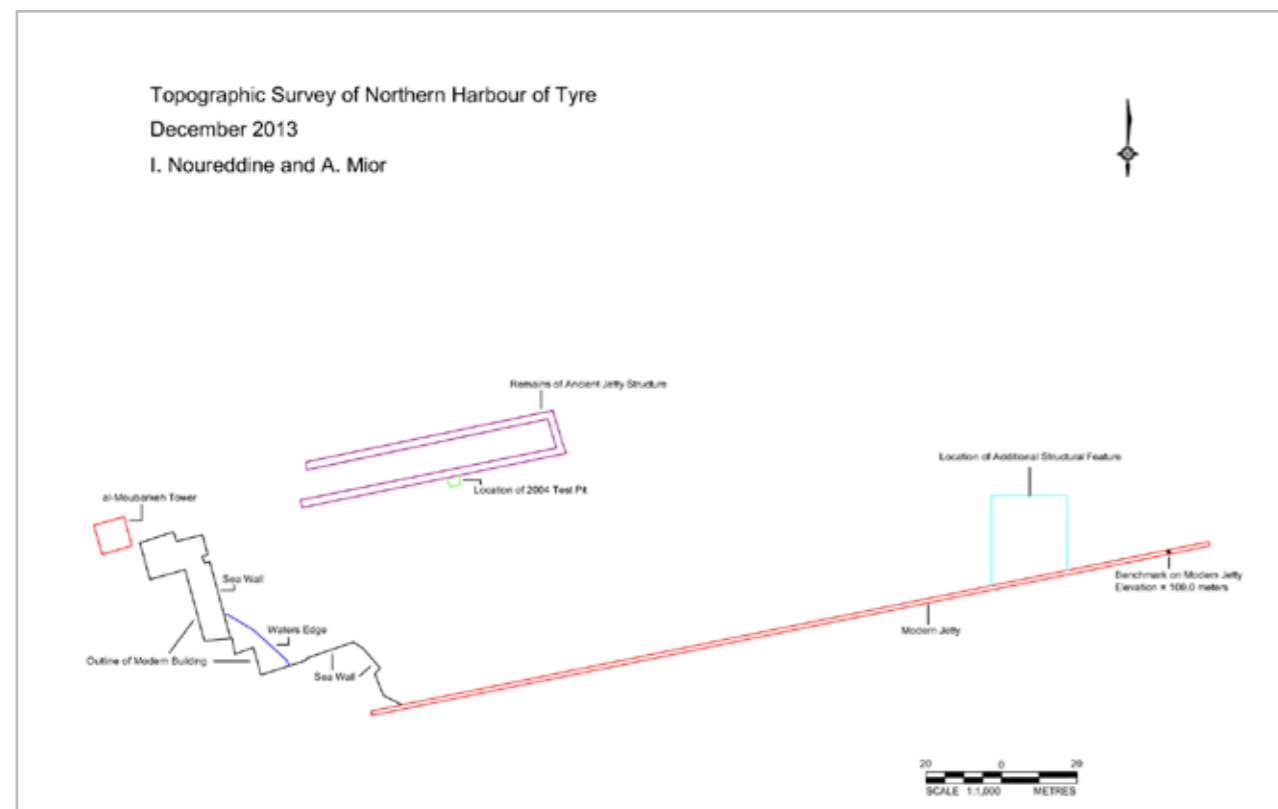 Topographic Survey of Northern Harbour of Tyre
December 2013
I. Noureddine and A. Mior
Remains of Ancient Jetty Structure
Location of Additional Structural Feature
Location of 2004 Test Pit
al-Moubarkeh Tower
Sea Wall
Benchmark on Modern Jetty
Elevation = 100.0 meters
Waters Edge
Modern Jetty
Outline of Modern Building
Sea Wall
20 0 20
SCALE 1:1,000 METRES